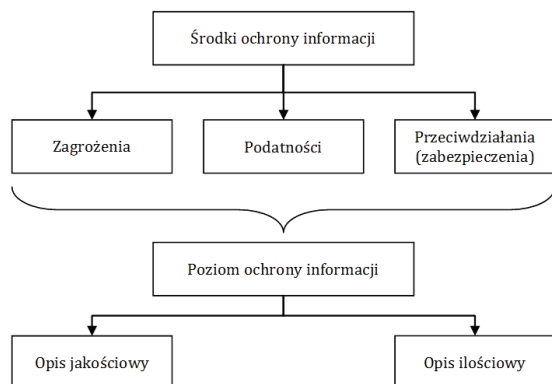 Środki ochrony informacji
Zagrożenia
Podatności
Przeciwdziałania
(zabezpieczenia)
Poziom ochrony informacji
Opis jakościowy
Opis ilościowy